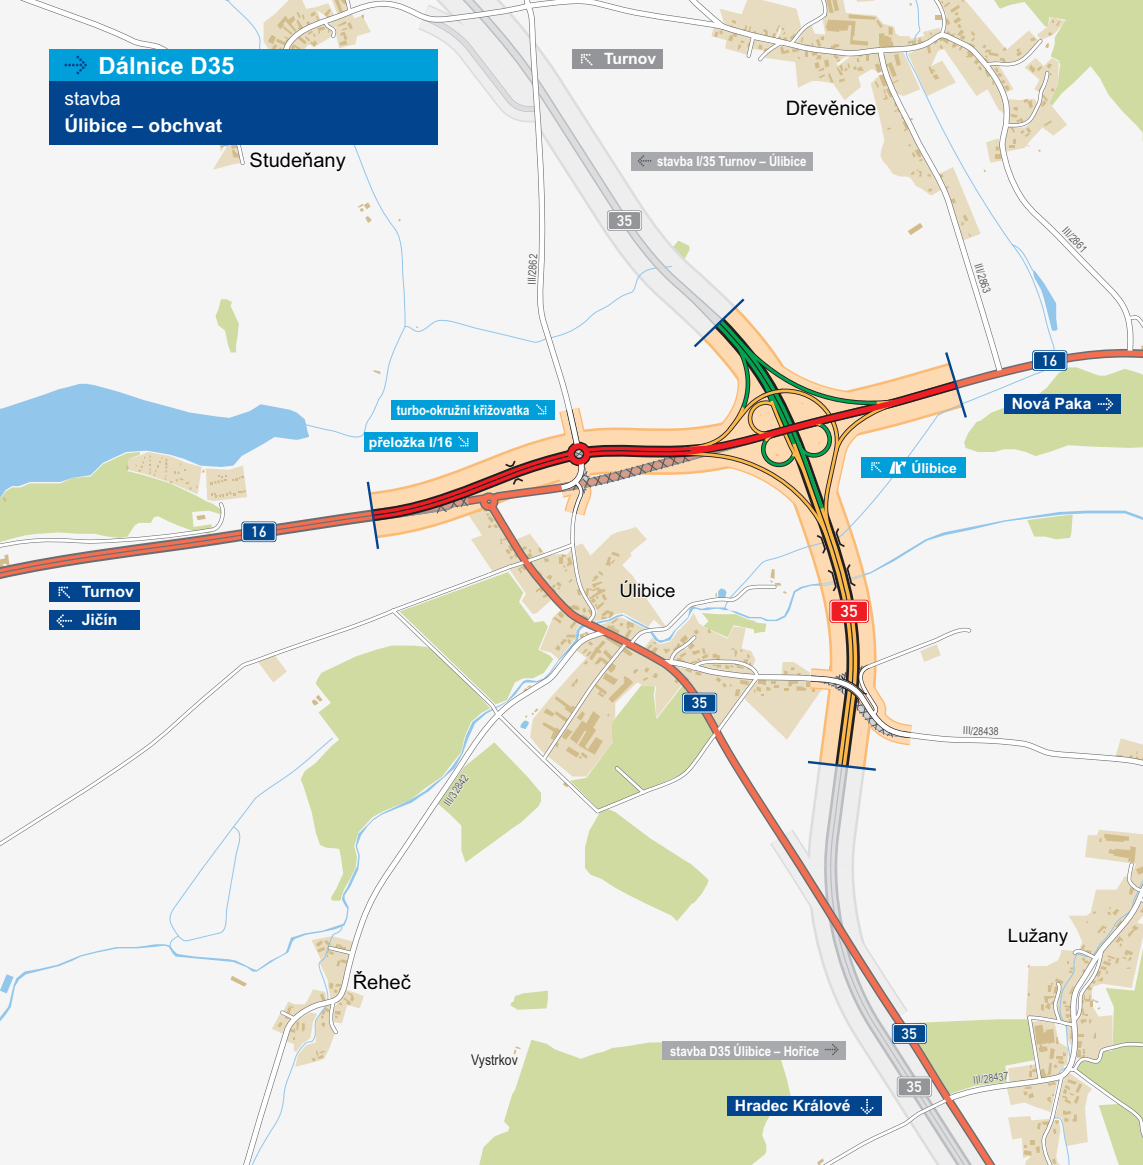 Dálnice D35
stavba
Úlibice – obchvat
Turnov
Dřevěnice
Studeňany
stavba I/35 Turnov – Úlibice
35
III/2862
III/2861
III/2863
16
Nová Paka
turbo-okružní křižovatka
přeložka I/16
Úlibice
16
Turnov
Jičín
Úlibice
35
35
III/28438
III/32842
Lužany
Řeheč
35
stavba D35 Úlibice – Hořice
Vystrkov
35
III/28437
Hradec Králové